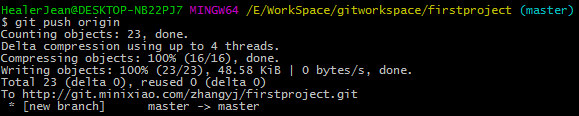 HealerJean@DESKTOP-NB22PJ7 MINGW64 /E/WorkSpace/gitworkspace/firstproject (master)
$ git push origin
Counting objects: 23, done.
Delta compression using up to 4 threads.
Compressing objects: 100% (16/16), done.
Writing objects: 100% (23/23), 48.58 KiB | 0 bytes/s, done.
Total 23 (delta 0), reused 0 (delta 0)
To http://git.minixiao.com/zhangyj/firstproject.git
 * [new branch]      master -> master